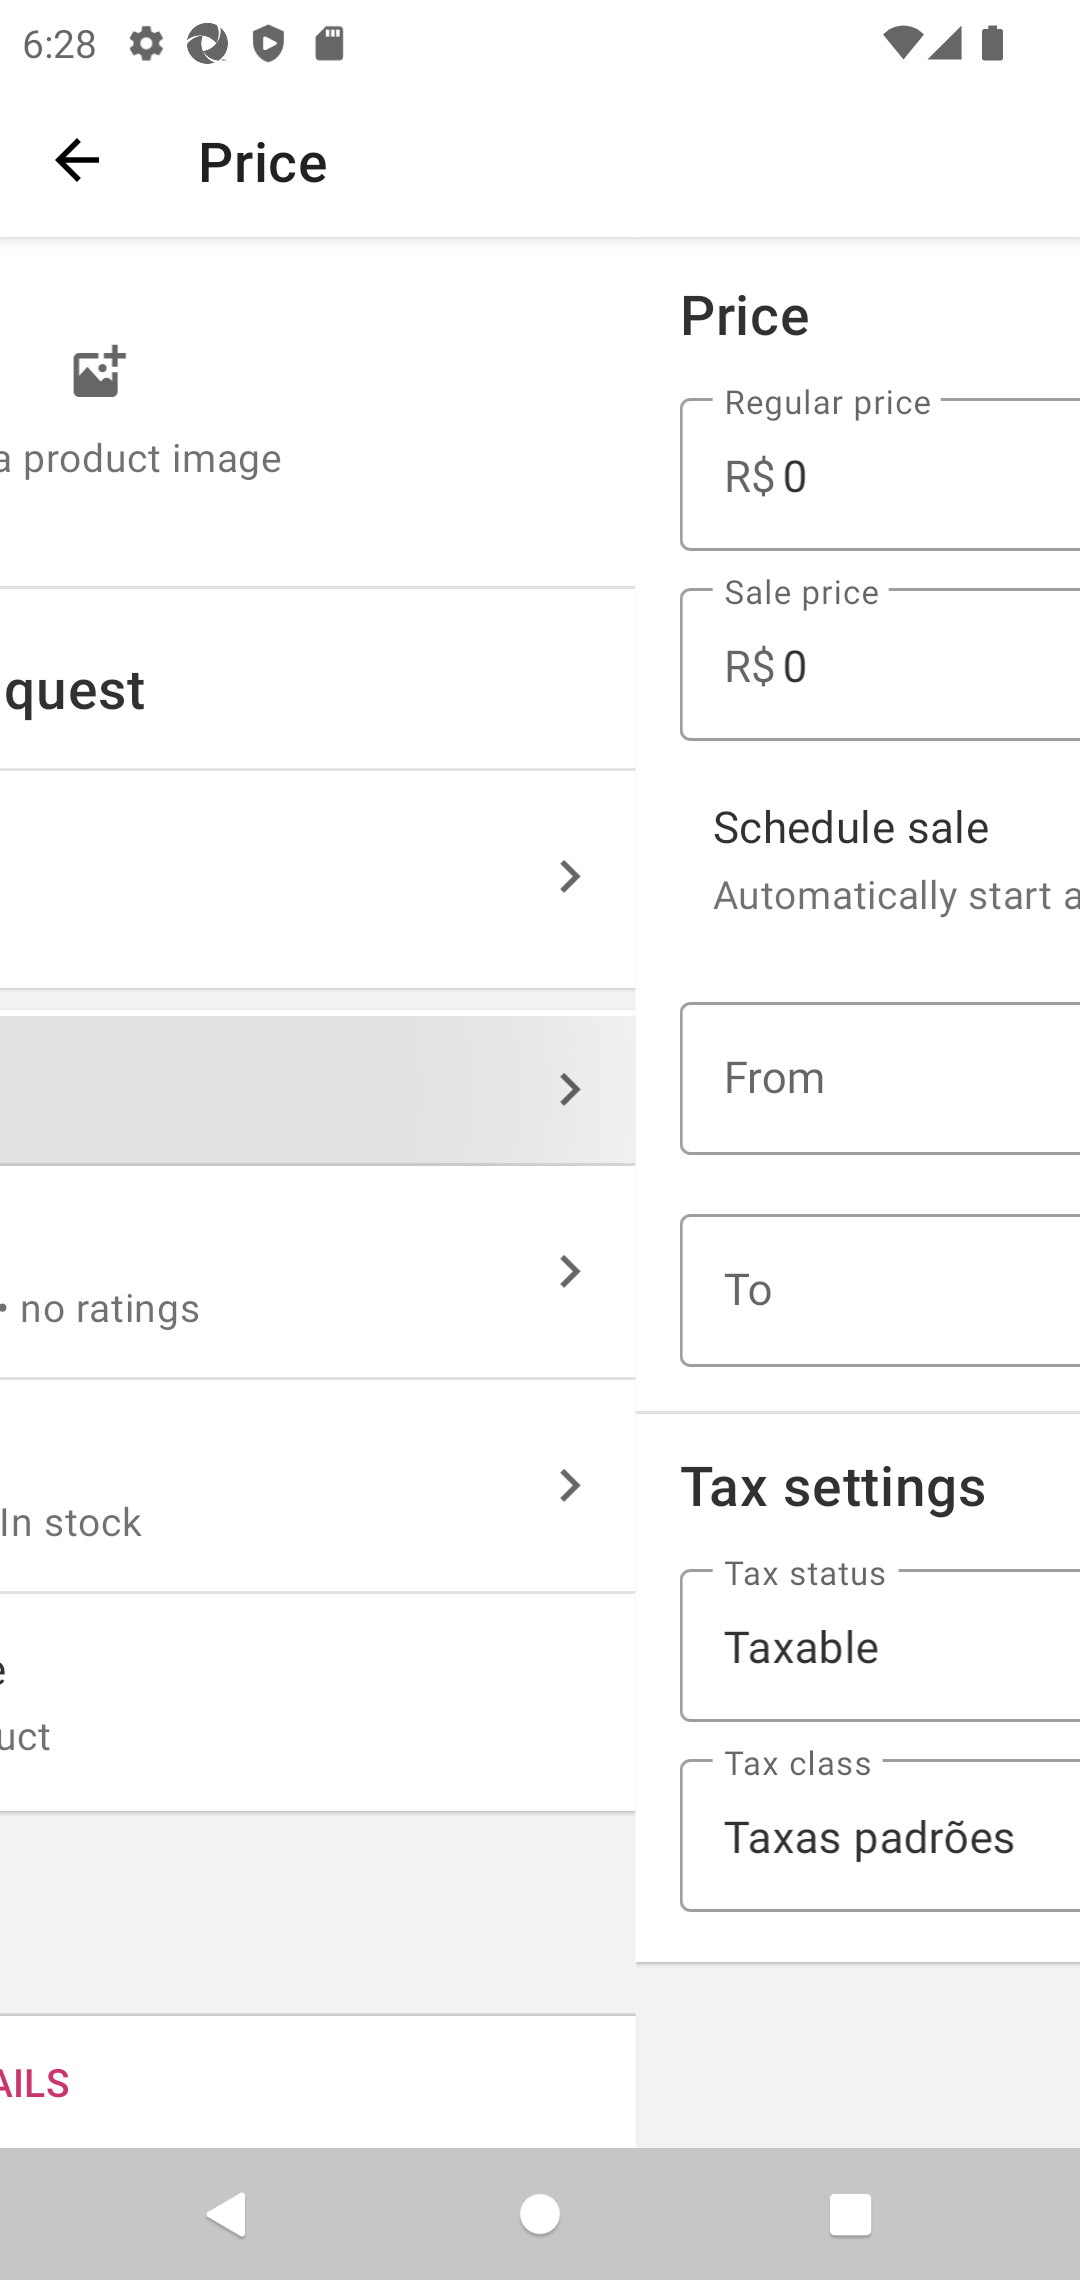 6:28
Price
a product image
quest
• no ratings
In stock
e
uct
AILS
Price
Regular price
R$ 0
Sale price
R$ 0
Schedule sale
Automatically start a
From
To
Tax settings
Tax status
Taxable
Tax class
Taxas padrões